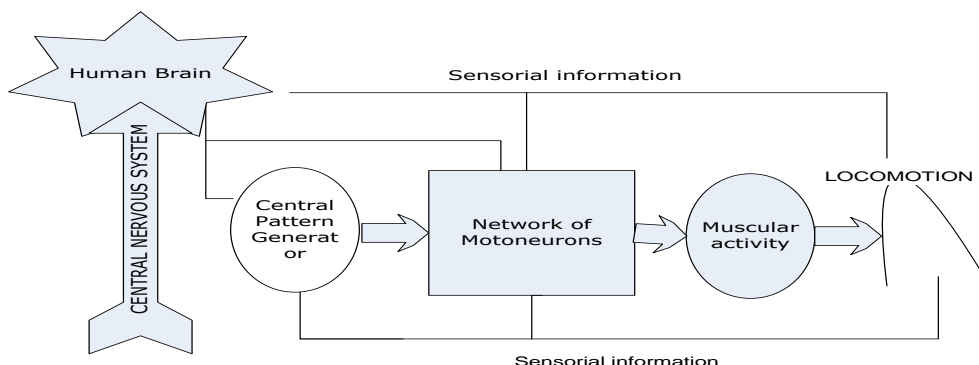 Human Brain
Sensorial information
CENTRAL NERVOUS SYSTEM
LOCOMOTION
Central
Pattern
Generat
or
Network of
Motoneurons
Muscular
activity
Sensorial information